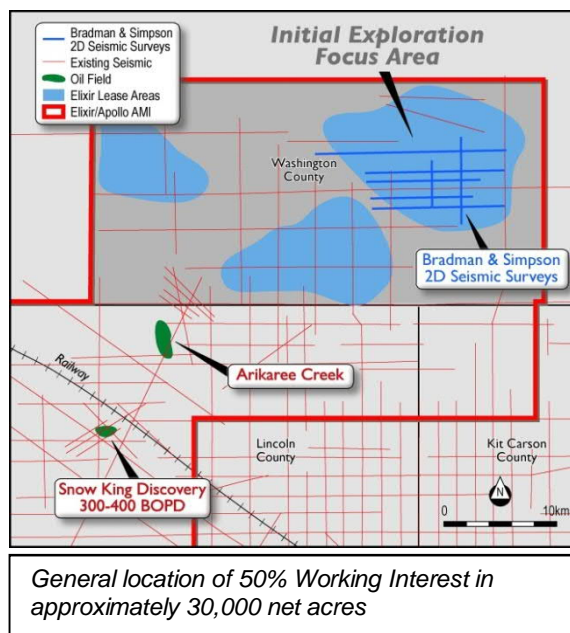 Bradman & Simpson
2D Seismic Surveys
Existing Seismic
Oil Field
Elixir Lease Areas
Elixir/Apollo AMI
Initial Exploration
Focus Area
Washington
County
Bradman & Simpson
2D Seismic Surveys
Railway
Arikaree Creek
Snow King Discovery
300-400 BOPD
Lincoln
County
Kit Carson
County
N
0 10km
General location of 50% Working Interest in
approximately 30,000 net acres